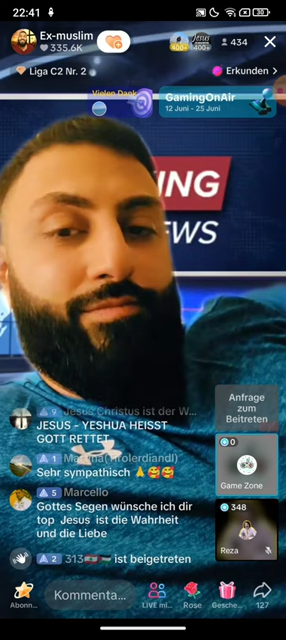 22:41
30
Ex-muslim
335.6K
400+
400+
434
Liga C2 Nr. 2
Erkunden >
Vielen Dank
GamingOnAir
12 Juni - 25 Juni
ING
EWS
9 Jesus Christus ist der W...
JESUS - YESHUA HEISST
GOTT RETTET
Sehr sympathisch 🙏🥰🥰
5 Marcello
Gottes Segen wünsche ich dir
top Jesus ist die Wahrheit
und die Liebe
2 313🇱🇧🇵🇸 ist beigetreten
Anfrage
zum
Beitreten
0
Game Zone
348
Reza
Abonn...
Kommenta...
LIVE mi...
Rose
Gesche...
127